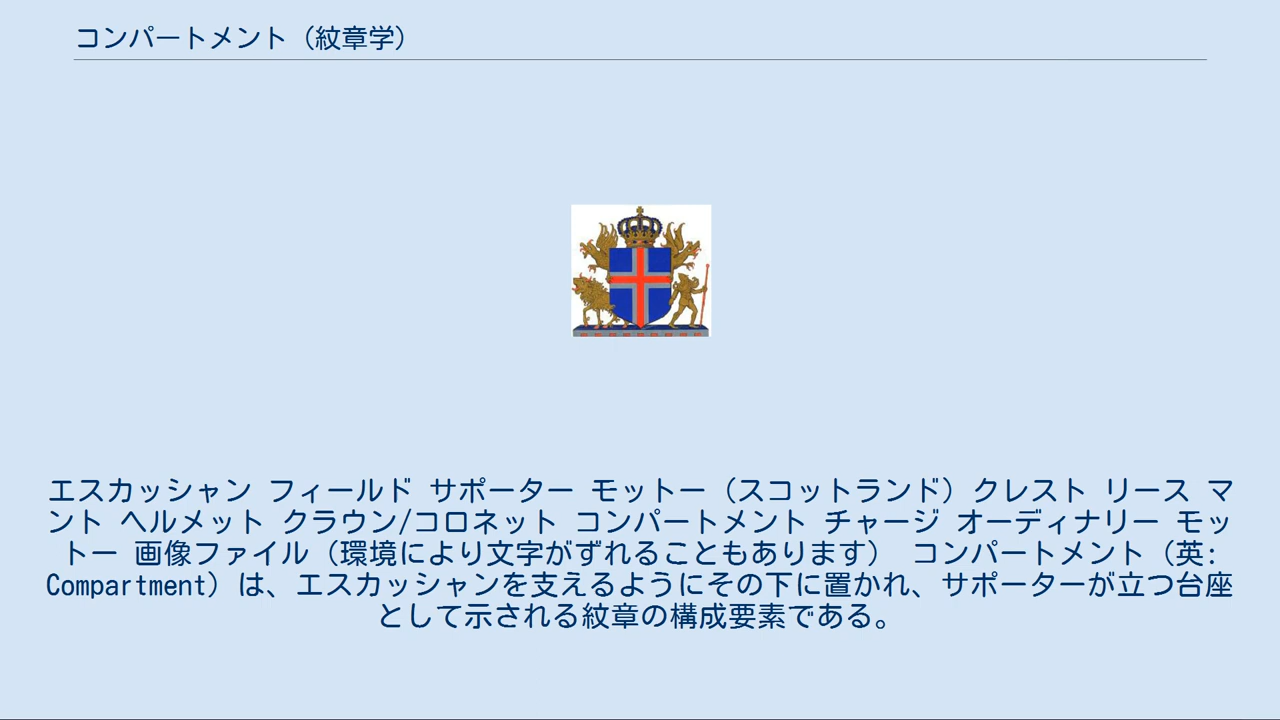 コンパートメント（紋章学）
エスカッシャン フィールド サポーター モットー（スコットランド）クレスト リース マ
ント ヘルメット クラウン/コロネット コンパートメント チャージ オーディナリー モッ
トー 画像ファイル（環境により文字がずれることもあります） コンパートメント（英:
Compartment）は、エスカッシャンを支えるようにその下に置かれ、サポーターが立つ台座
として示される紋章の構成要素である。